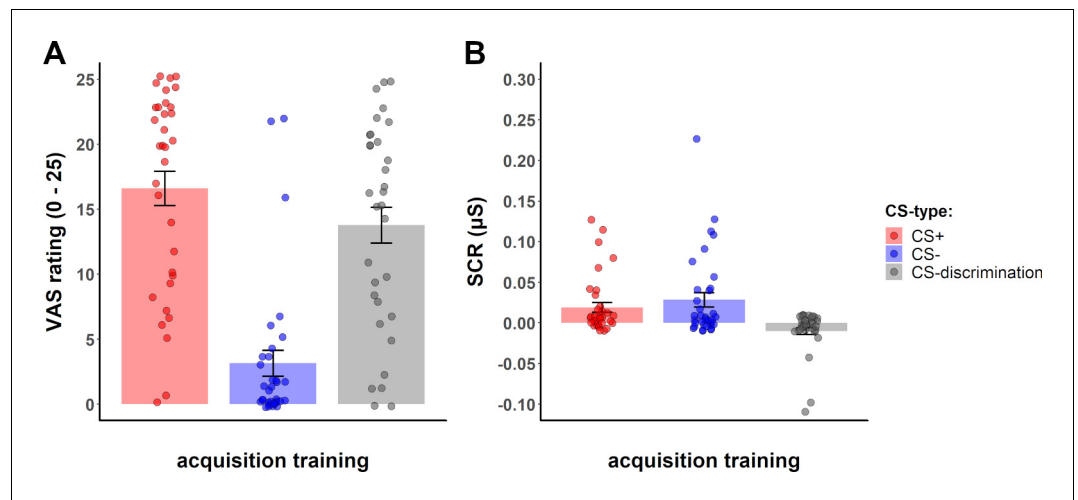 A
VAS rating (0 - 25)
25
20
15
10
5
0
acquisition training
B
SCR (µS)
0.30
0.25
0.20
0.15
0.10
0.05
0.00
-0.05
-0.10
acquisition training
CS-type:
CS+
CS-
CS-discrimination